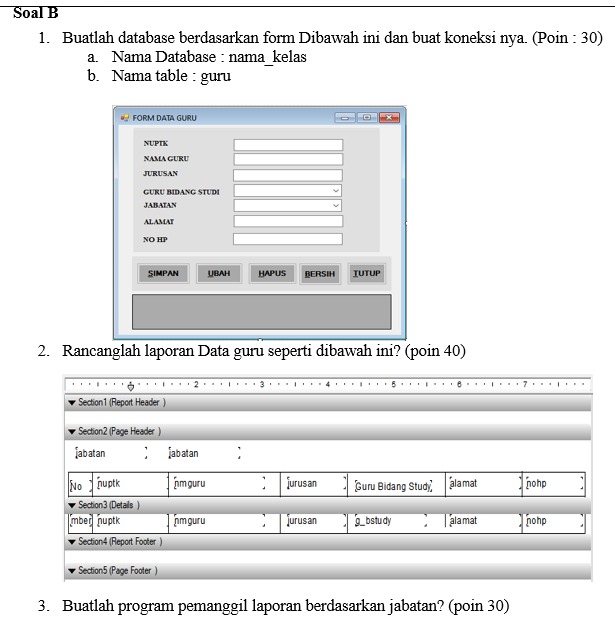 Soal B
1. Buatlah database berdasarkan form Dibawah ini dan buat koneksi nya. (Poin : 30)
a. Nama Database : nama_kelas
b. Nama table : guru
FORM DATA GURU
NUPTK
NAMA GURU
JURUSAN
GURU BIDANG STUDI
JABATAN
ALAMAT
NO HP
SIMPAN UBAH HAPUS BERSIH TUTUP
2. Rancanglah laporan Data guru seperti dibawah ini? (poin 40)
2 3 4 5 6 7
Section1 (Report Header )
Section2 (Page Header )
jabatan jabatan
No nuptk nmguru jurusan Guru Bidang Study alamat nohp
Section3 (Details )
mber nuptk nmguru jurusan g_bstudy alamat nohp
Section4 (Report Footer )
Section5 (Page Footer )
3. Buatlah program pemanggil laporan berdasarkan jabatan? (poin 30)